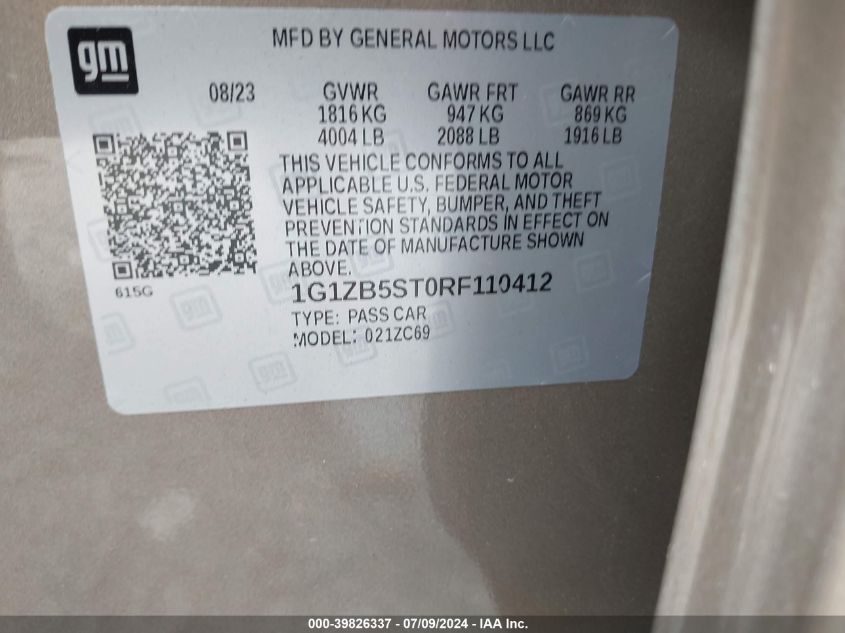 gm
MFD BY GENERAL MOTORS LLC
08/23 GVWR GAWR FRT GAWR RR
1816 KG 947 KG 869 KG
4004 LB 2088 LB 1916 LB
THIS VEHICLE CONFORMS TO ALL
APPLICABLE U.S. FEDERAL MOTOR
VEHICLE SAFETY, BUMPER, AND THEFT
PREVENTION STANDARDS IN EFFECT ON
THE DATE OF MANUFACTURE SHOWN
ABOVE.
615G
1G1ZB5ST0RF110412
TYPE: PASS CAR
MODEL: 021ZC69
000-39826337 - 07/09/2024 - IAA Inc.